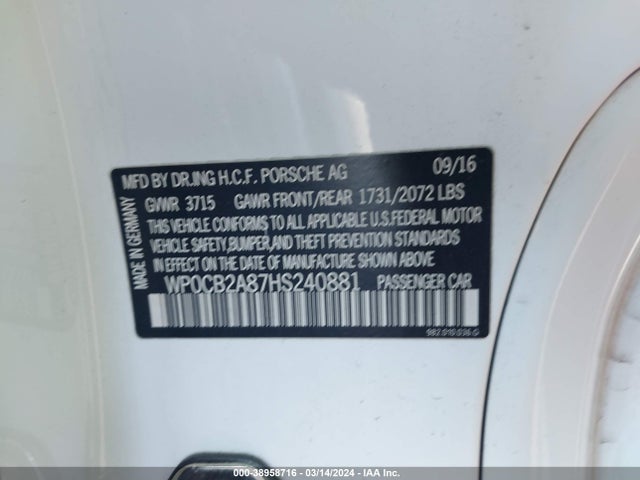 MFD BY DR.ING H.C.F. PORSCHE AG 09/16
GVWR 3715 GAWR FRONT/REAR 1731/2072 LBS
THIS VEHICLE CONFORMS TO ALL APPLICABLE U.S.FEDERAL MOTOR
VEHICLE SAFETY,BUMPER,AND THEFT PREVENTION STANDARDS
IN EFFECT ON THE DATE OF MANUFACTURE SHOWN ABOVE
WP0CB2A87HS240881 PASSENGER CAR
MADE IN GERMANY
000-38958716 | 03/14/2024 | IAA Inc.